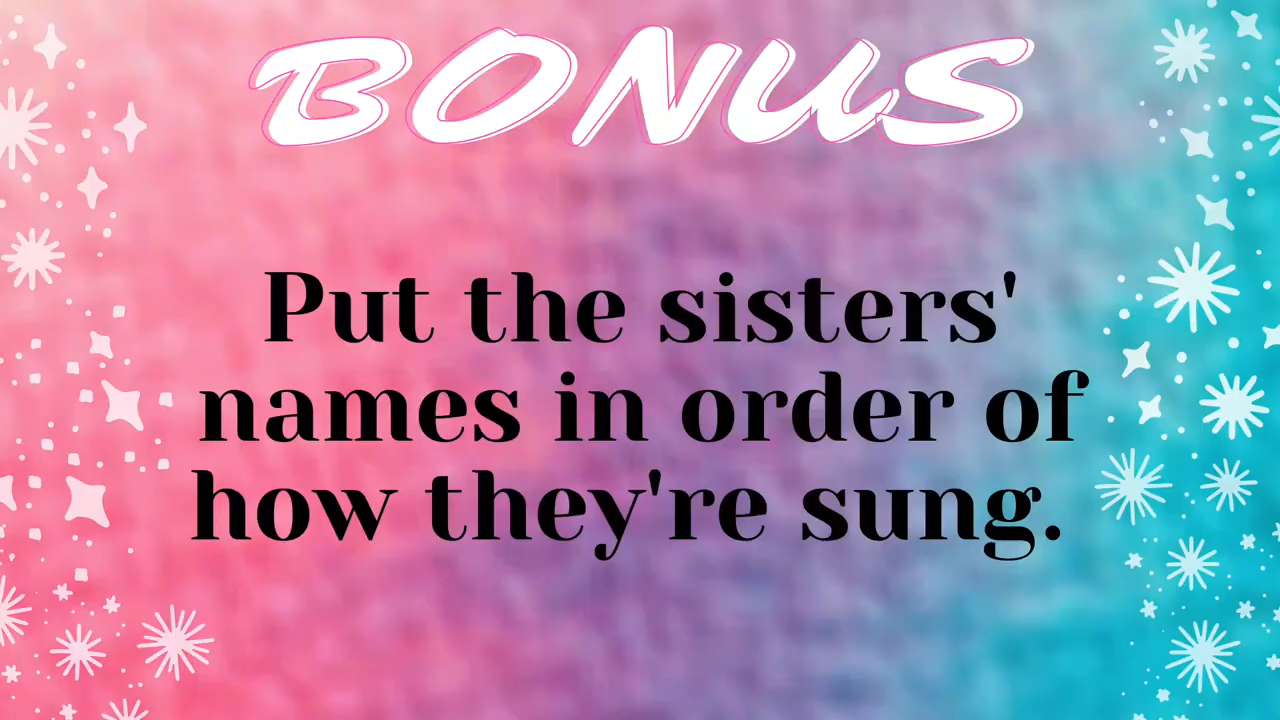 BONUS
Put the sisters'
names in order of
how they're sung.